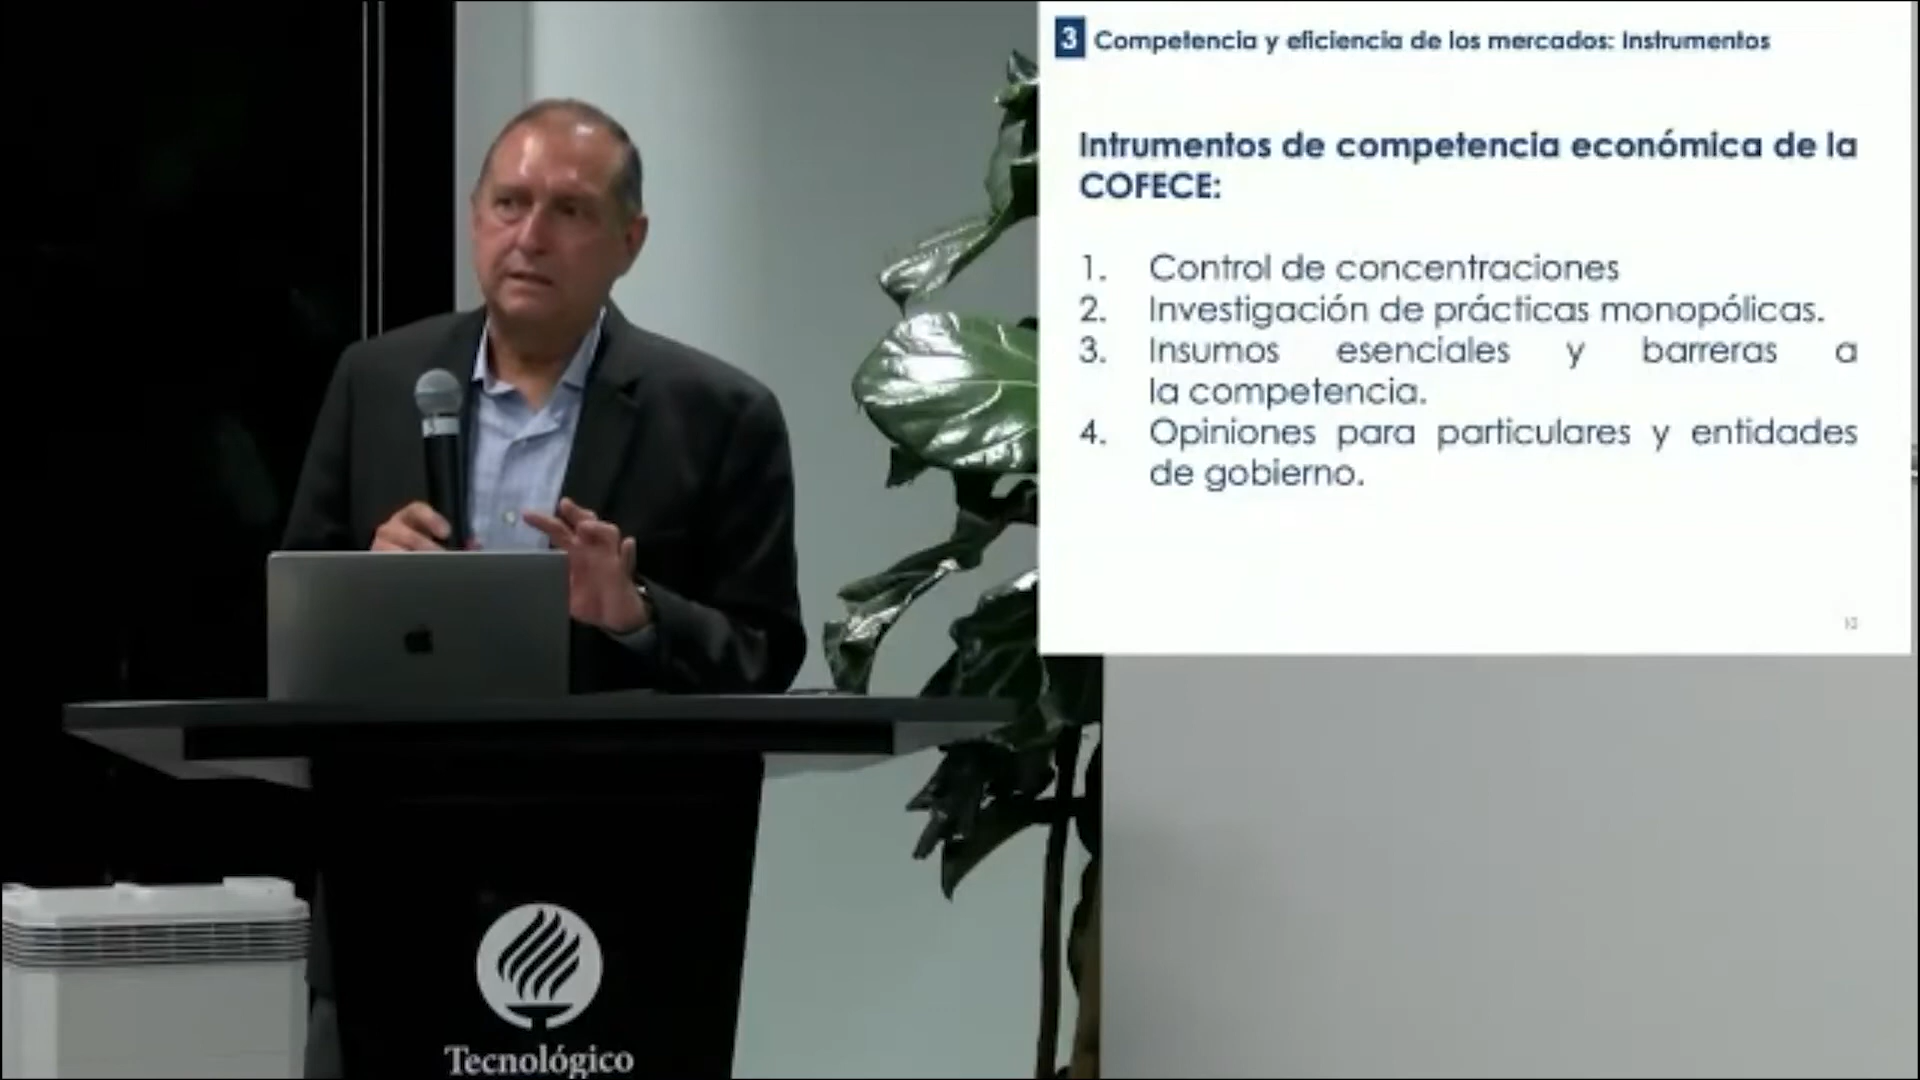 3 Competencia y eficiencia de los mercados: Instrumentos
Intrumentos de competencia económica de la
COFECE:
1. Control de concentraciones
2. Investigación de prácticas monopólicas.
3. Insumos esenciales y barreras a
la competencia.
4. Opiniones para particulares y entidades
de gobierno.
Tecnológico